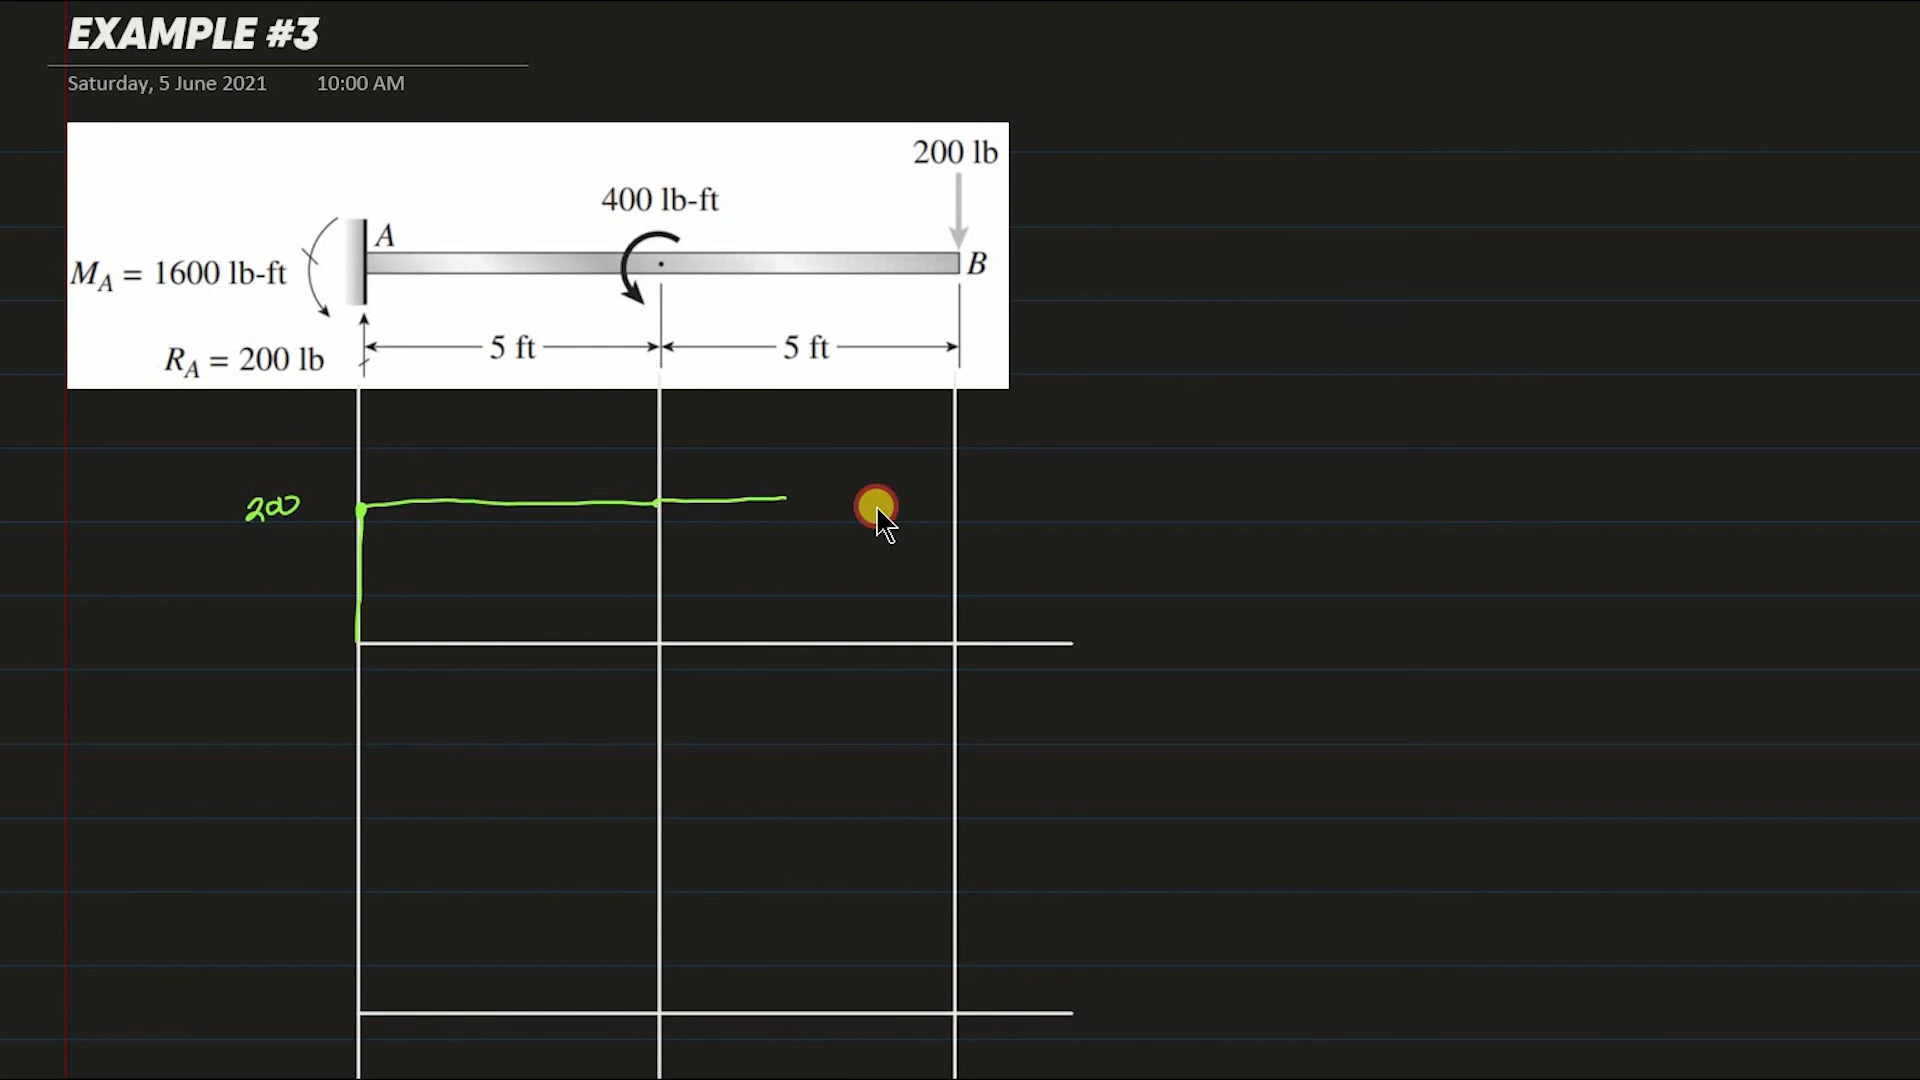 EXAMPLE #3
Saturday, 5 June 2021 10:00 AM
200 lb
400 lb-ft
A
M_A = 1600 lb-ft
B
5 ft 5 ft
R_A = 200 lb
200